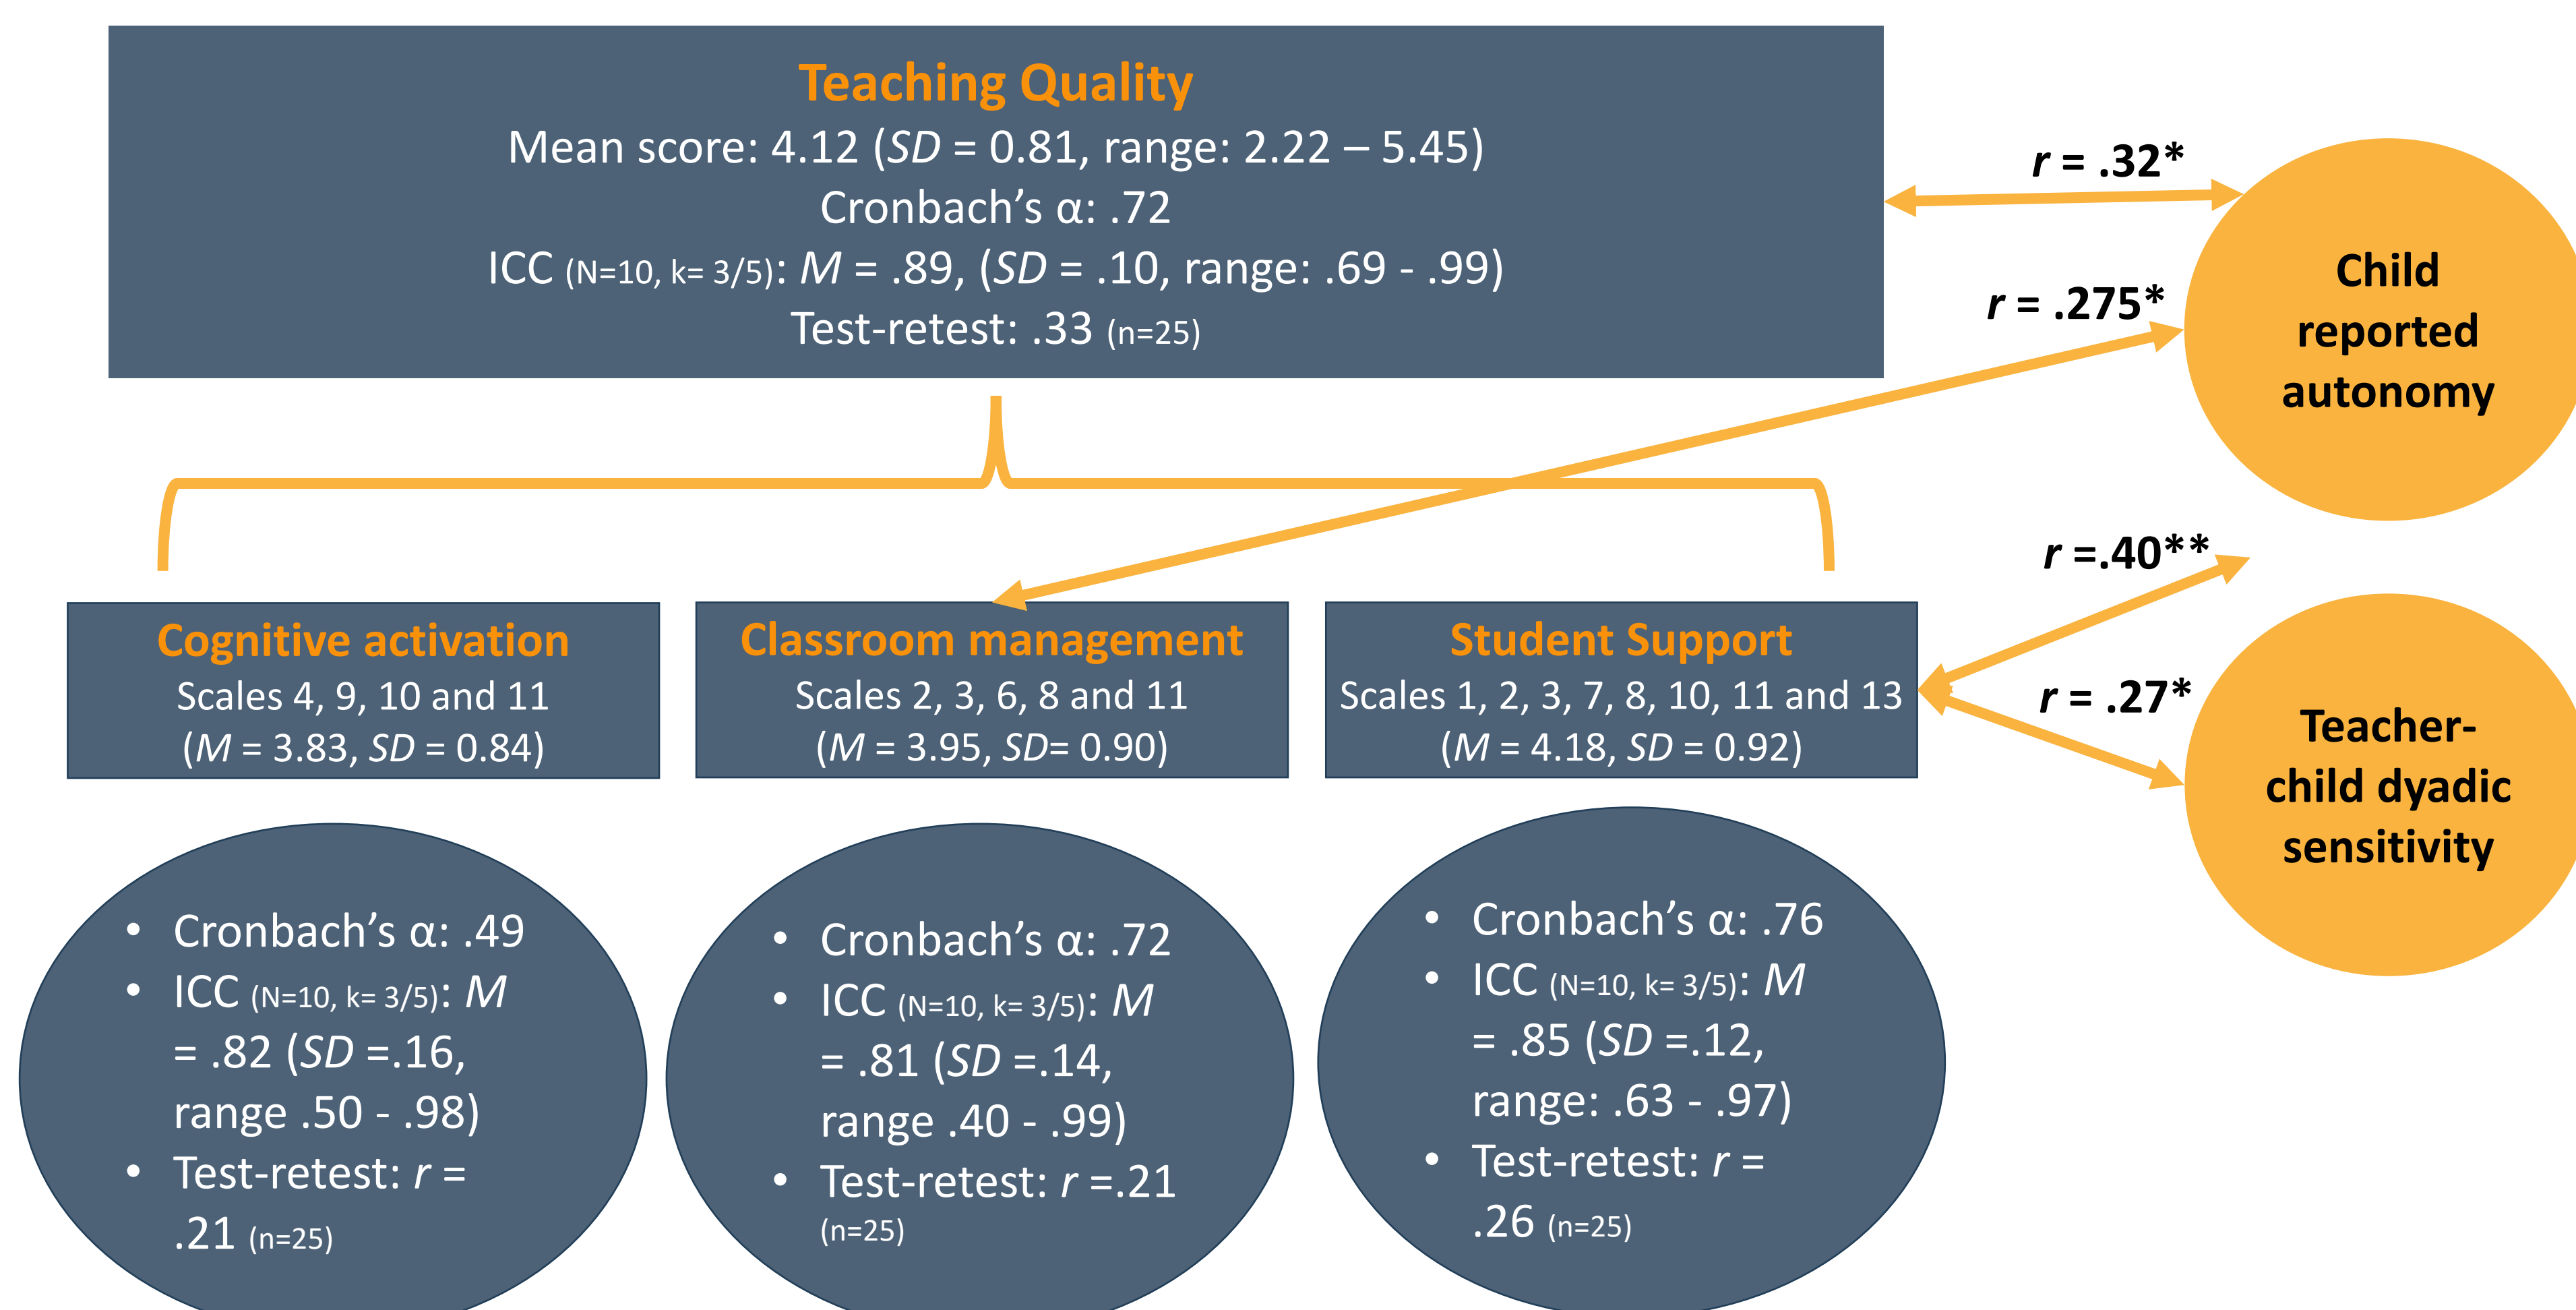 Teaching Quality
Mean score: 4.12 (SD = 0.81, range: 2.22 – 5.45)
Cronbach’s α: .72
ICC (N=10, k= 3/5): M = .89, (SD = .10, range: .69 - .99)
Test-retest: .33 (n=25)
r = .32*
r = .275*
Child
reported
autonomy
r =.40**
r = .27*
Teacher-
child dyadic
sensitivity
Cognitive activation
Scales 4, 9, 10 and 11
(M = 3.83, SD = 0.84)
Classroom management
Scales 2, 3, 6, 8 and 11
(M = 3.95, SD= 0.90)
Student Support
Scales 1, 2, 3, 7, 8, 10, 11 and 13
(M = 4.18, SD = 0.92)
• Cronbach’s α: .49
• ICC (N=10, k= 3/5): M
= .82 (SD =.16,
range .50 - .98)
• Test-retest: r =
.21 (n=25)
• Cronbach’s α: .72
• ICC (N=10, k= 3/5): M
= .81 (SD =.14,
range .40 - .99)
• Test-retest: r =.21
(n=25)
• Cronbach’s α: .76
• ICC (N=10, k= 3/5): M
= .85 (SD =.12,
range: .63 - .97)
• Test-retest: r =
.26 (n=25)